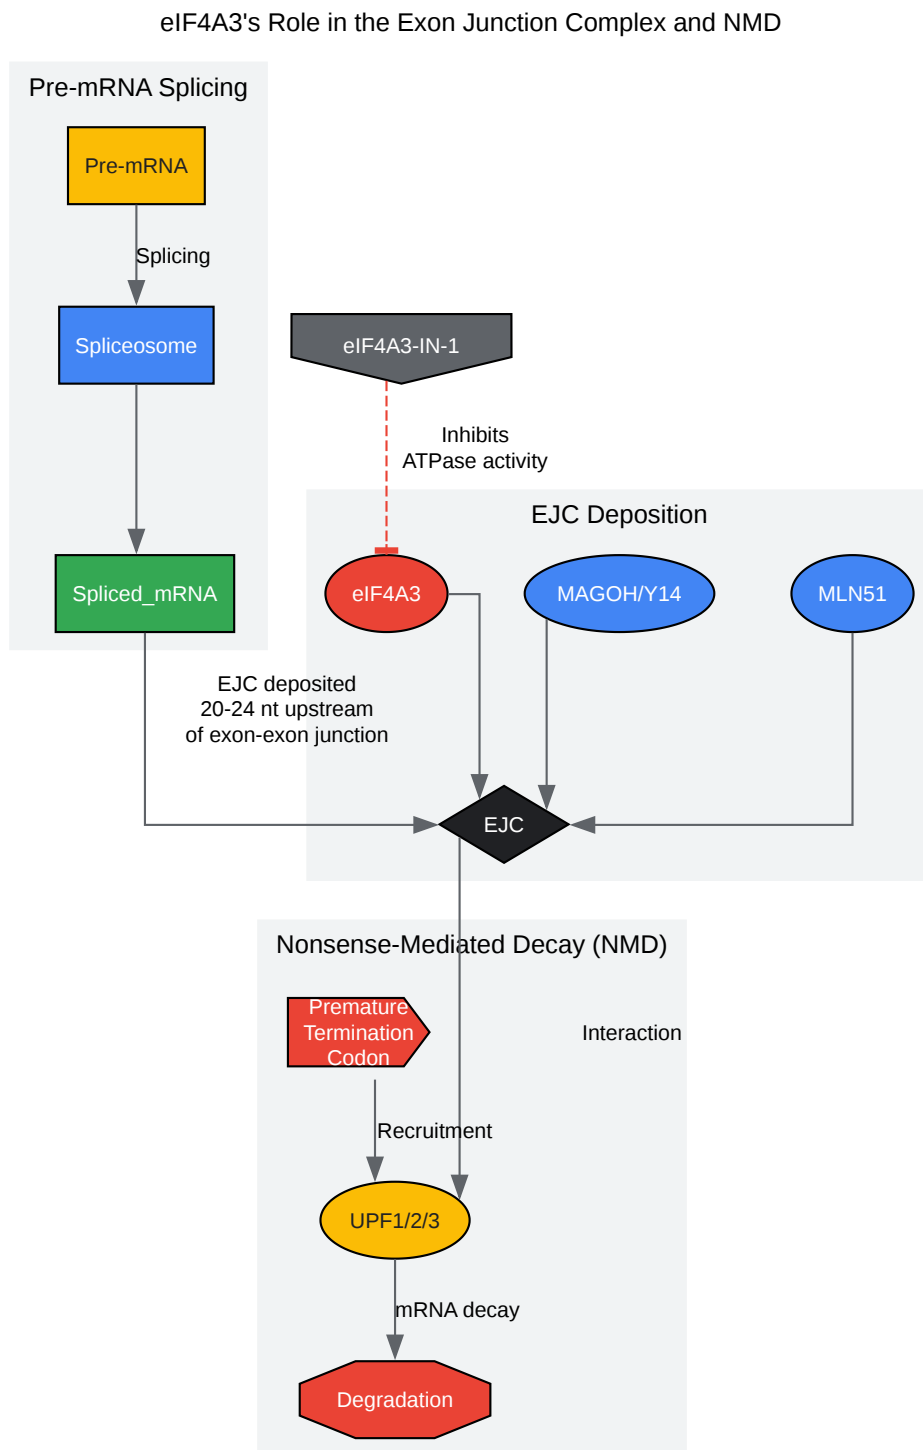 eIF4A3's Role in the Exon Junction Complex and NMD
Pre-mRNA Splicing
Pre-mRNA
Splicing
Spliceosome
eIF4A3-IN-1
Inhibits
ATPase activity
EJC Deposition
Spliced_mRNA
eIF4A3
MAGOH/Y14
MLN51
EJC deposited
20-24 nt upstream
of exon-exon junction
EJC
Nonsense-Mediated Decay (NMD)
Premature
Termination
Codon
Interaction
Recruitment
UPF1/2/3
mRNA decay
Degradation